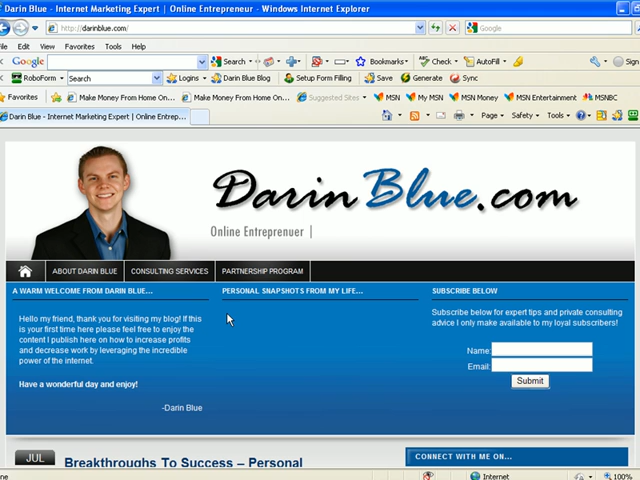 Darin Blue - Internet Marketing Expert | Online Entrepreneur - Windows Internet Explorer
http://darinblue.com/
Google
File Edit View Favorites Tools Help
Google Search Bookmarks Check AutoFill Sign
RoboForm Search Logins Darin Blue Blog Setup Form Filling Save Generate Sync
Favorites Make Money From Home On... Make Money From Home On... Suggested Sites MSN My MSN MSN Money MSN Entertainment MSNBC
Darin Blue - Internet Marketing Expert | Online Entrep... Page Safety Tools
DarinBlue.com
Online Entreprenuer |
ABOUT DARIN BLUE CONSULTING SERVICES PARTNERSHIP PROGRAM
A WARM WELCOME FROM DARIN BLUE...
Hello my friend, thank you for visiting my blog! If this
is your first time here please feel free to enjoy the
content I publish here on how to increase profits
and decrease work by leveraging the incredible
power of the internet.
Have a wonderful day and enjoy!
-Darin Blue
PERSONAL SNAPSHOTS FROM MY LIFE...
SUBSCRIBE BELOW
Subscribe below for expert tips and private consulting
advice I only make available to my loyal subscribers!
Name:
Email:
Submit
JUL
Breakthroughs To Success – Personal
CONNECT WITH ME ON...
Internet 100%